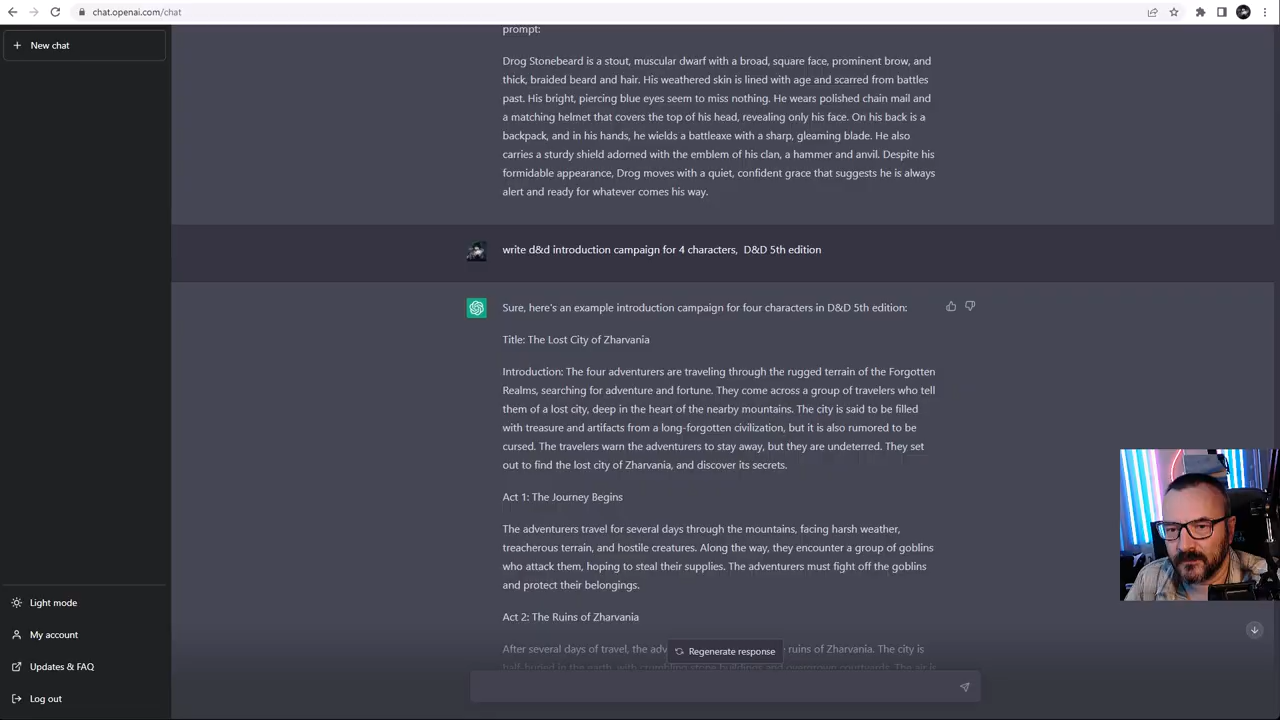 chat.openai.com/chat
New chat
prompt:
Drog Stonebeard is a stout, muscular dwarf with a broad, square face, prominent brow, and
thick, braided beard and hair. His weathered skin is lined with age and scarred from battles
past. His bright, piercing blue eyes seem to miss nothing. He wears polished chain mail and
a matching helmet that covers the top of his head, revealing only his face. On his back is a
backpack, and in his hands, he wields a battleaxe with a sharp, gleaming blade. He also
carries a sturdy shield adorned with the emblem of his clan, a hammer and anvil. Despite his
formidable appearance, Drog moves with a quiet, confident grace that suggests he is always
alert and ready for whatever comes his way.
write d&d introduction campaign for 4 characters, D&D 5th edition
Sure, here's an example introduction campaign for four characters in D&D 5th edition:
Title: The Lost City of Zharvania
Introduction: The four adventurers are traveling through the rugged terrain of the Forgotten
Realms, searching for adventure and fortune. They come across a group of travelers who tell
them of a lost city, deep in the heart of the nearby mountains. The city is said to be filled
with treasure and artifacts from a long-forgotten civilization, but it is also rumored to be
cursed. The travelers warn the adventurers to stay away, but they are undeterred. They set
out to find the lost city of Zharvania, and discover its secrets.
Act 1: The Journey Begins
The adventurers travel for several days through the mountains, facing harsh weather,
treacherous terrain, and hostile creatures. Along the way, they encounter a group of goblins
who attack them, hoping to steal their supplies. The adventurers must fight off the goblins
and protect their belongings.
Act 2: The Ruins of Zharvania
After several days of travel, the ruins of Zharvania. The city is
half-buried in the earth, with crumbling stone buildings and overgrown courtyards. The air is
Regenerate response
Light mode
My account
Updates & FAQ
Log out